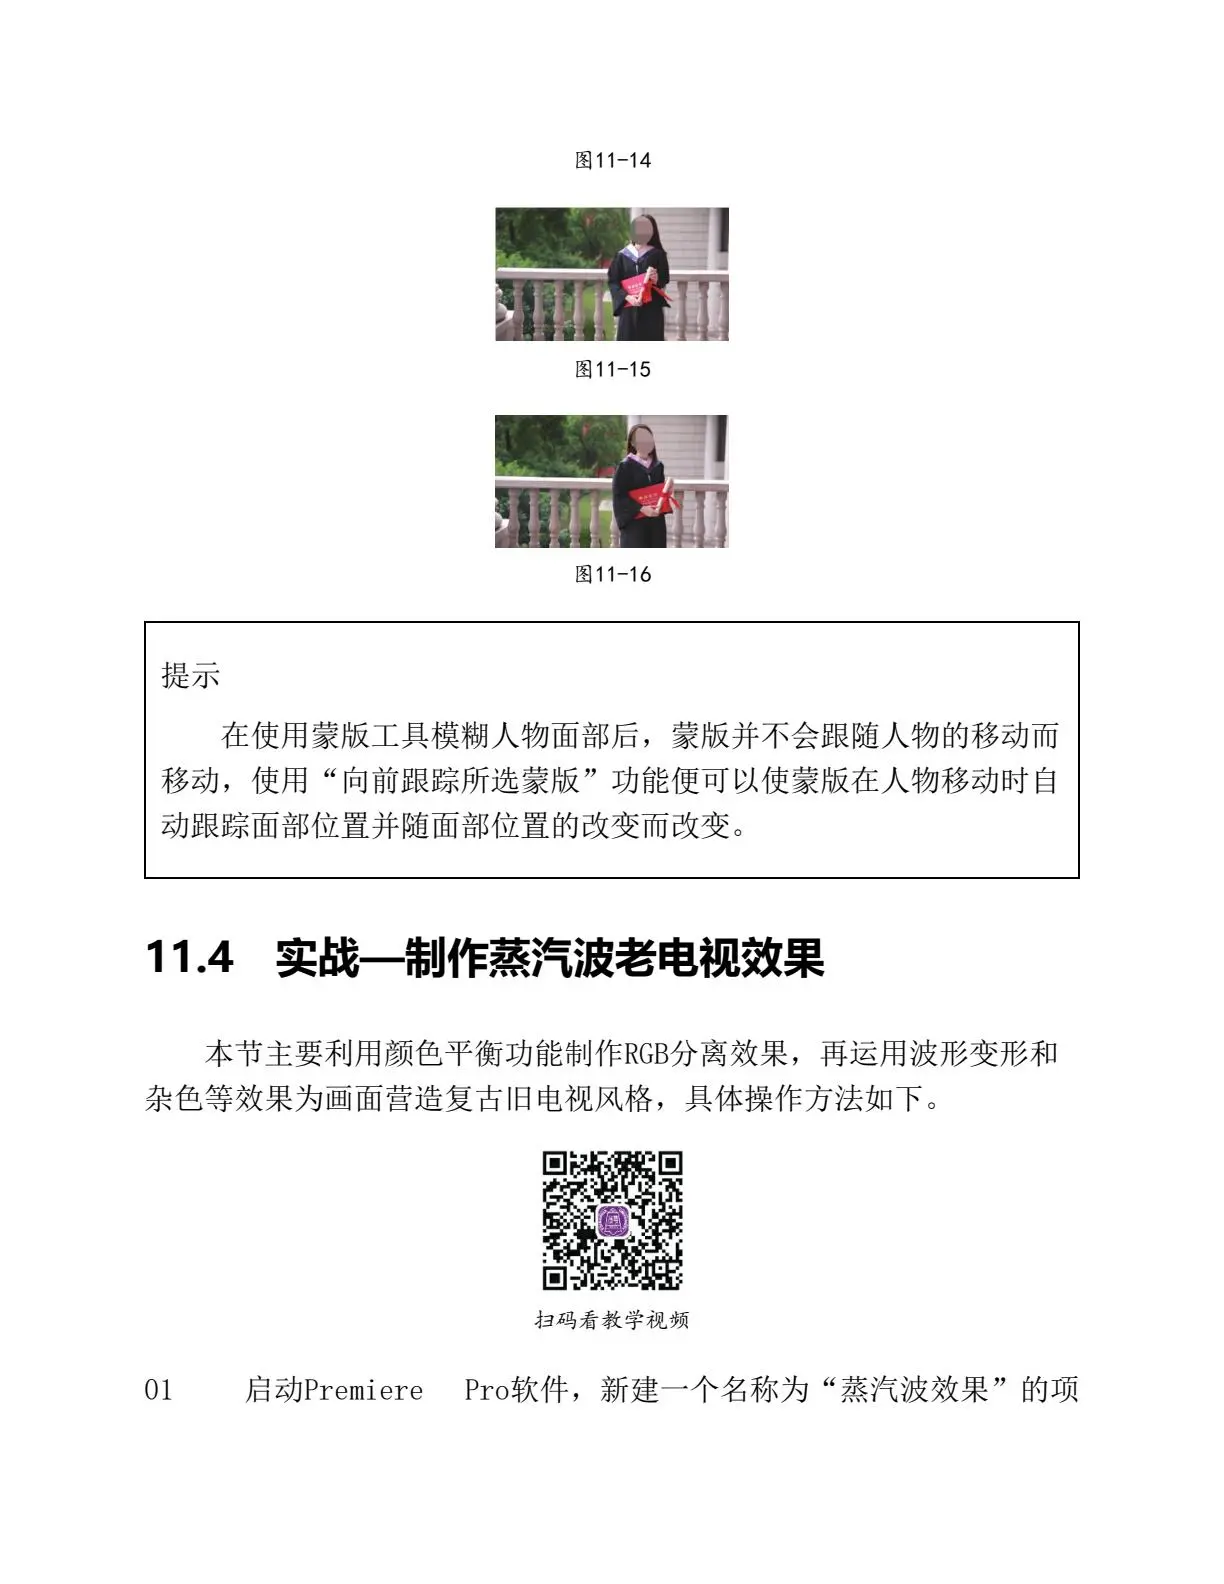 图11-14
图11-15
图11-16
提示
在使用蒙版工具模糊人物面部后，蒙版并不会跟随人物的移动而
移动，使用“向前跟踪所选蒙版”功能便可以使蒙版在人物移动时自
动跟踪面部位置并随面部位置的改变而改变。
11.4 实战—制作蒸汽波老电视效果
本节主要利用颜色平衡功能制作RGB分离效果，再运用波形变形和
杂色等效果为画面营造复古旧电视风格，具体操作方法如下。
扫码看教学视频
01 启动Premiere Pro软件，新建一个名称为“蒸汽波效果”的项